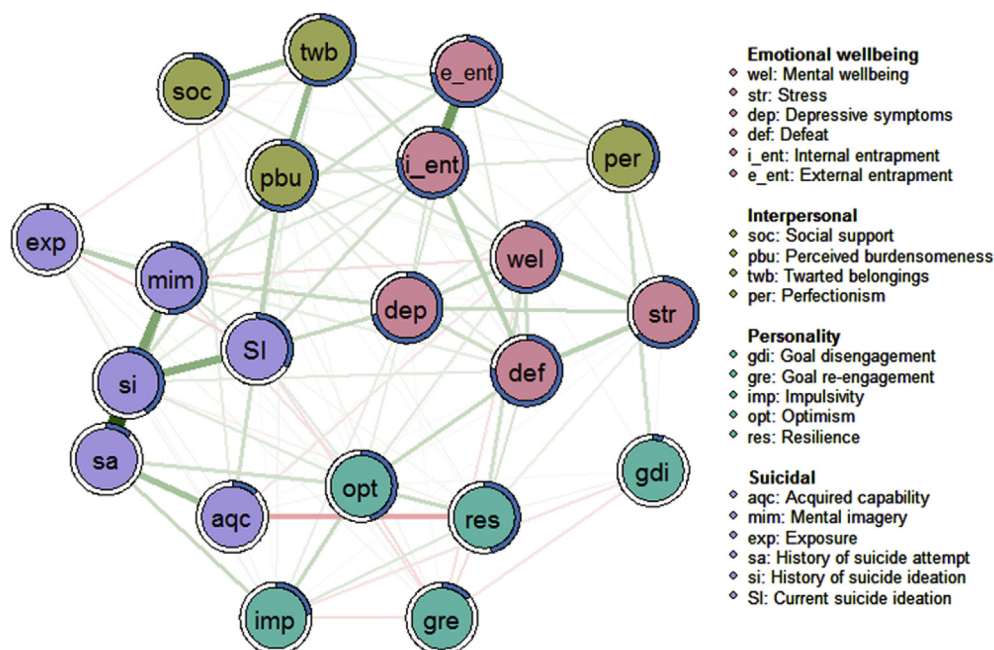 twb
e_ent
soc
i_ent
per
pbu
exp
wel
mim
dep
str
SI
def
si
sa
gdi
opt
aqc
res
imp
gre
Emotional wellbeing
wel: Mental wellbeing
str: Stress
dep: Depressive symptoms
def: Defeat
i_ent: Internal entrapment
e_ent: External entrapment
Interpersonal
soc: Social support
pbu: Perceived burdensomeness
twb: Twarted belongings
per: Perfectionism
Personality
gdi: Goal disengagement
gre: Goal re-engagement
imp: Impulsivity
opt: Optimism
res: Resilience
Suicidal
aqc: Acquired capability
mim: Mental imagery
exp: Exposure
sa: History of suicide attempt
si: History of suicide ideation
SI: Current suicide ideation